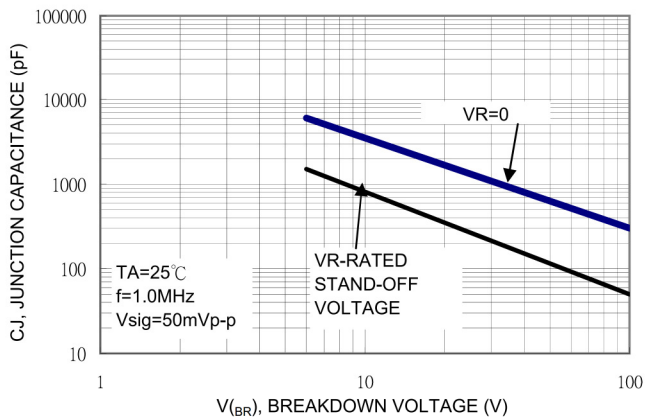 100000
10000
1000
100
10
CJ, JUNCTION CAPACITANCE (pF)
VR=0
VR-RATED
STAND-OFF
VOLTAGE
TA=25℃
f=1.0MHz
Vsig=50mVp-p
1
10
100
V(BR), BREAKDOWN VOLTAGE (V)